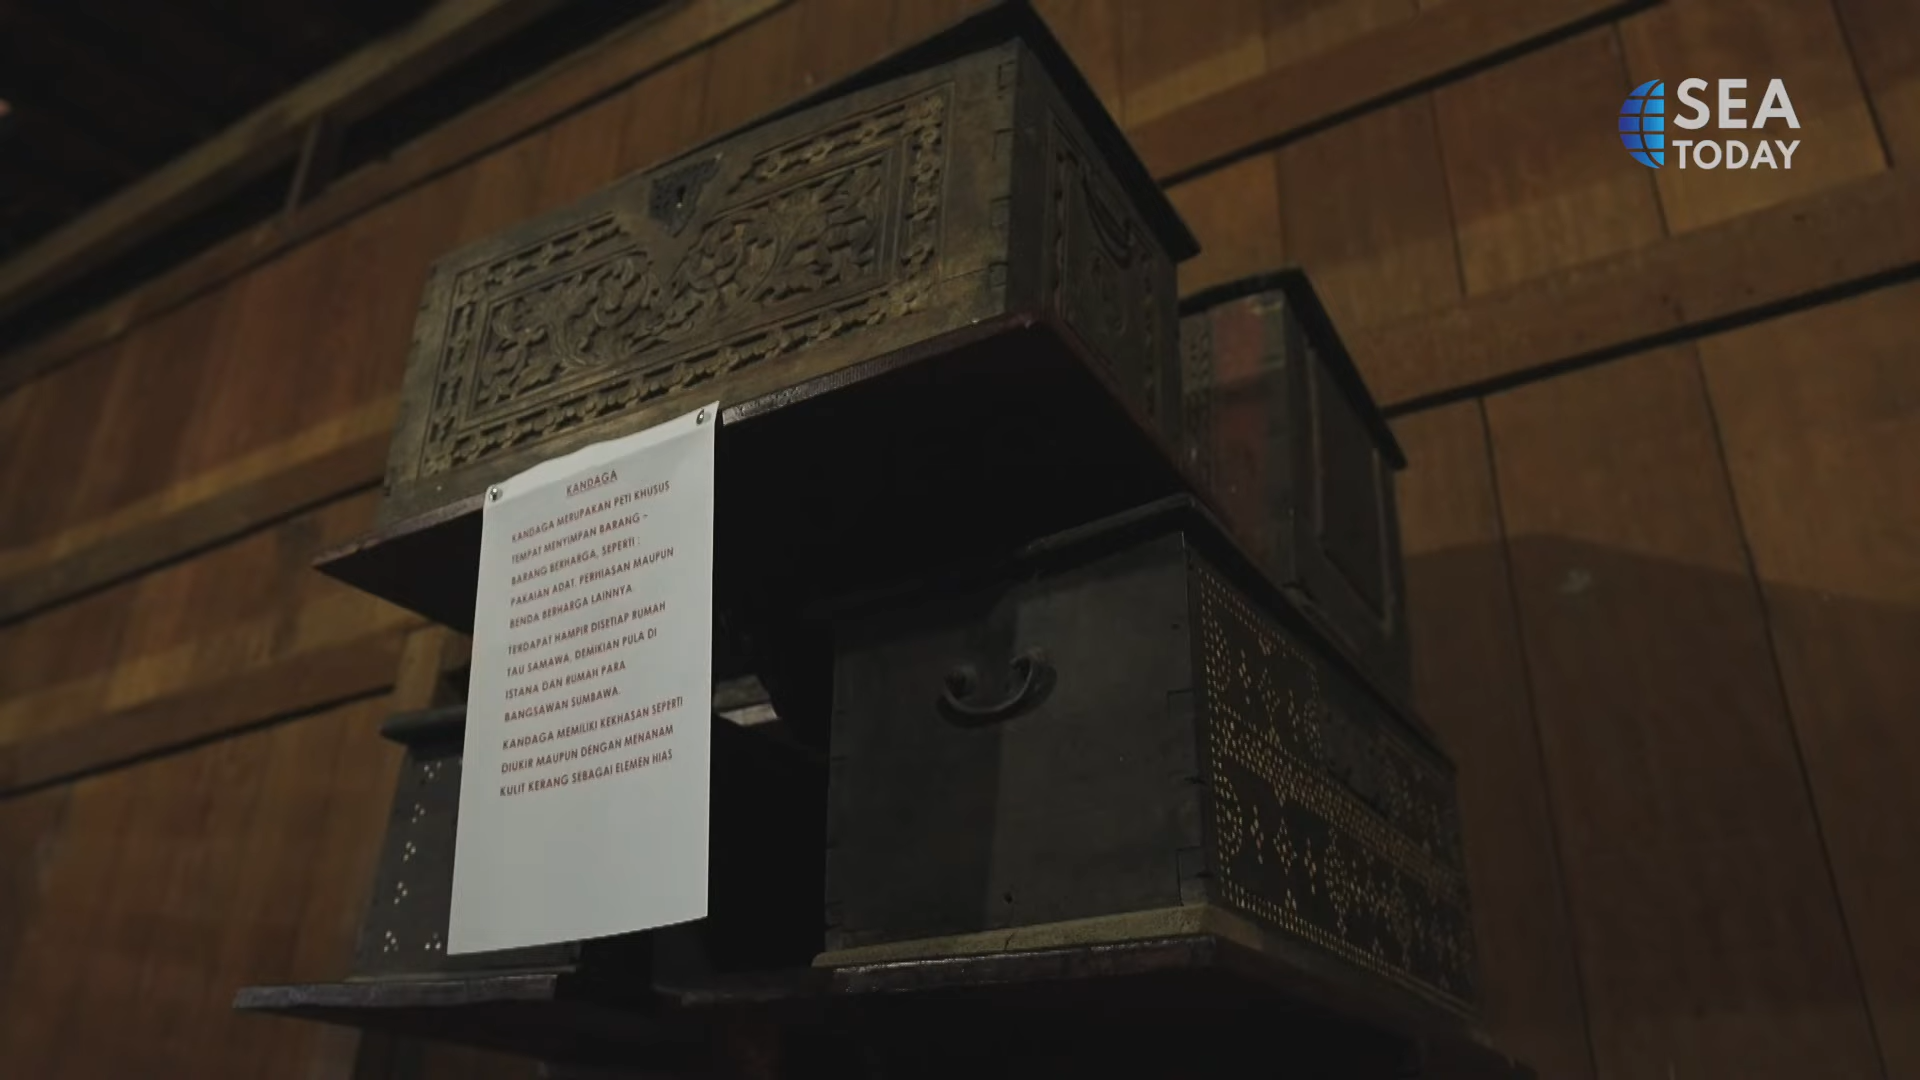 SEA
TODAY
KANDAGA
KANDAGA MERUPAKAN PETI KHUSUS
TEMPAT MENYIMPAN BARANG -
BARANG BERHARGA, SEPERTI :
PAKAIAN ADAT, PERHIASAN MAUPUN
BENDA BERHARGA LAINNYA.
TERDAPAT HAMPIR DISETIAP RUMAH
TAU SAMAWA, DEMIKIAN PULA DI
ISTANA DAN RUMAH PARA
BANGSAWAN SUMBAWA.
KANDAGA MEMILIKI KEKHASAN SEPERTI
DIUKIR MAUPUN DENGAN MENANAM
KULIT KERANG SEBAGAI ELEMEN HIAS